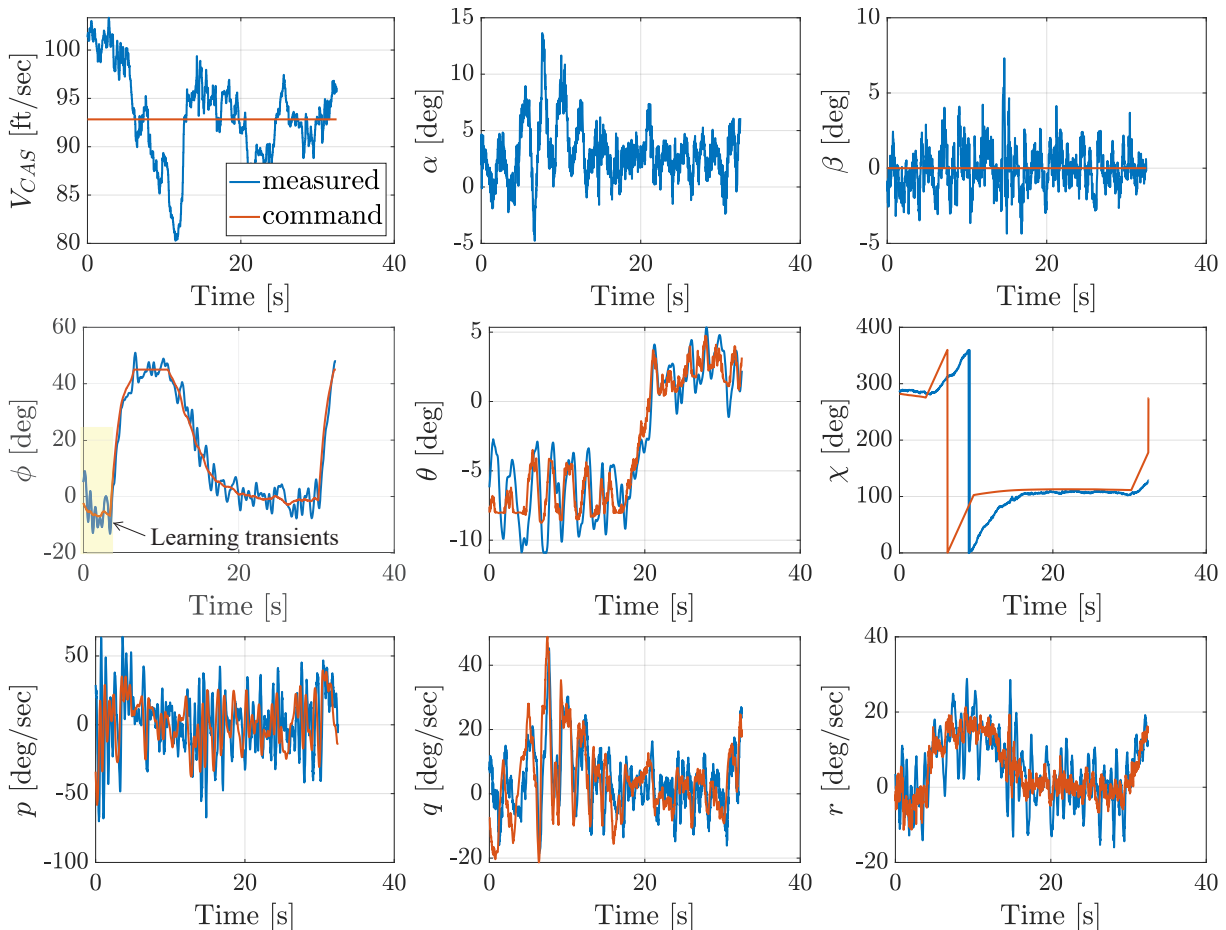 V_CAS [ft/sec]
100
95
90
85
80
measured
command
0 20 40
Time [s]
α [deg]
15
10
5
0
-5
0 20 40
Time [s]
β [deg]
10
5
0
-5
0 20 40
Time [s]
ϕ [deg]
60
40
20
0
-20
Learning transients
0 20 40
Time [s]
θ [deg]
5
0
-5
-10
0 20 40
Time [s]
χ [deg]
400
300
200
100
0
0 20 40
Time [s]
p [deg/sec]
50
0
-50
-100
0 20 40
Time [s]
q [deg/sec]
40
20
0
-20
0 20 40
Time [s]
r [deg/sec]
40
20
0
-20
0 20 40
Time [s]